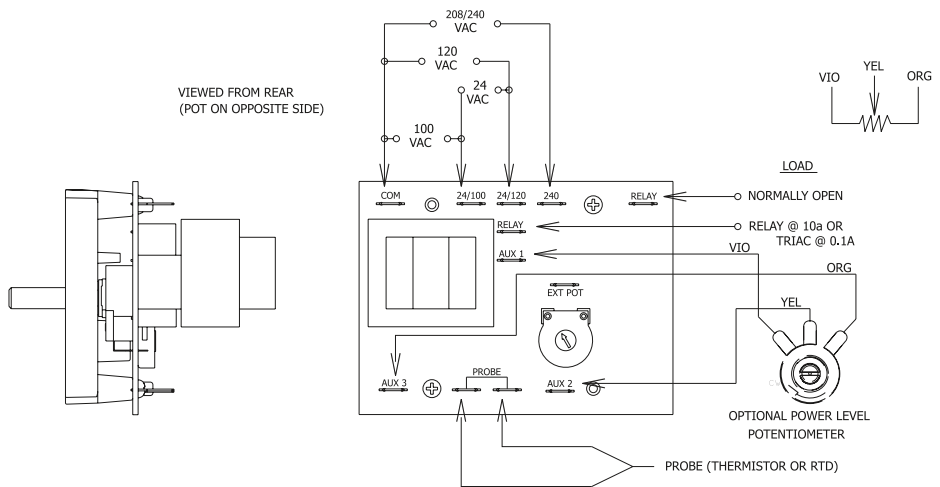 208/240
VAC
120
VAC
24
VAC
100
VAC
VIEWED FROM REAR
(POT ON OPPOSITE SIDE)
VIO
YEL
ORG
LOAD
COM
24/100
24/120
240
RELAY
NORMALLY OPEN
RELAY
RELAY @ 10a OR
TRIAC @ 0.1A
AUX 1
VIO
ORG
EXT POT
YEL
AUX 3
PROBE
AUX 2
OPTIONAL POWER LEVEL
POTENTIOMETER
PROBE (THERMISTOR OR RTD)